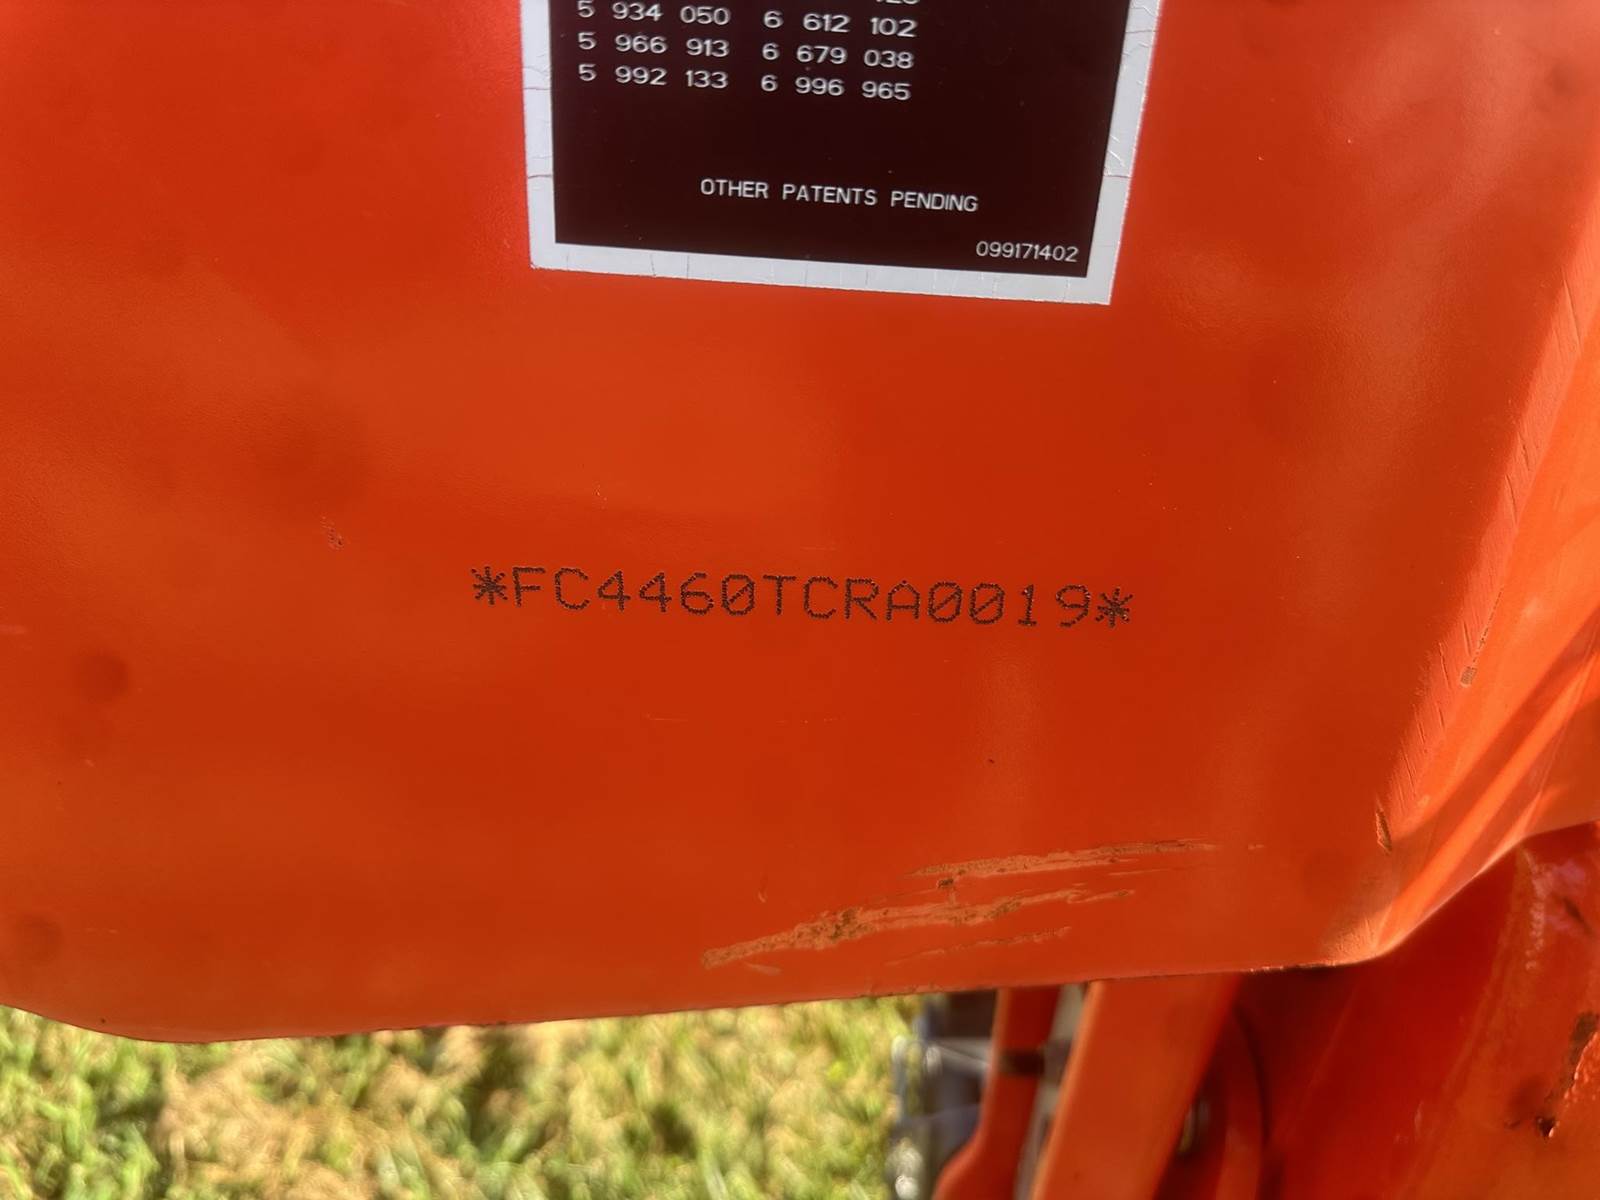 5 934 050 6 612 102
5 966 913 6 679 038
5 992 133 6 996 965
OTHER PATENTS PENDING
099171402
*FC4460TCRA0019*